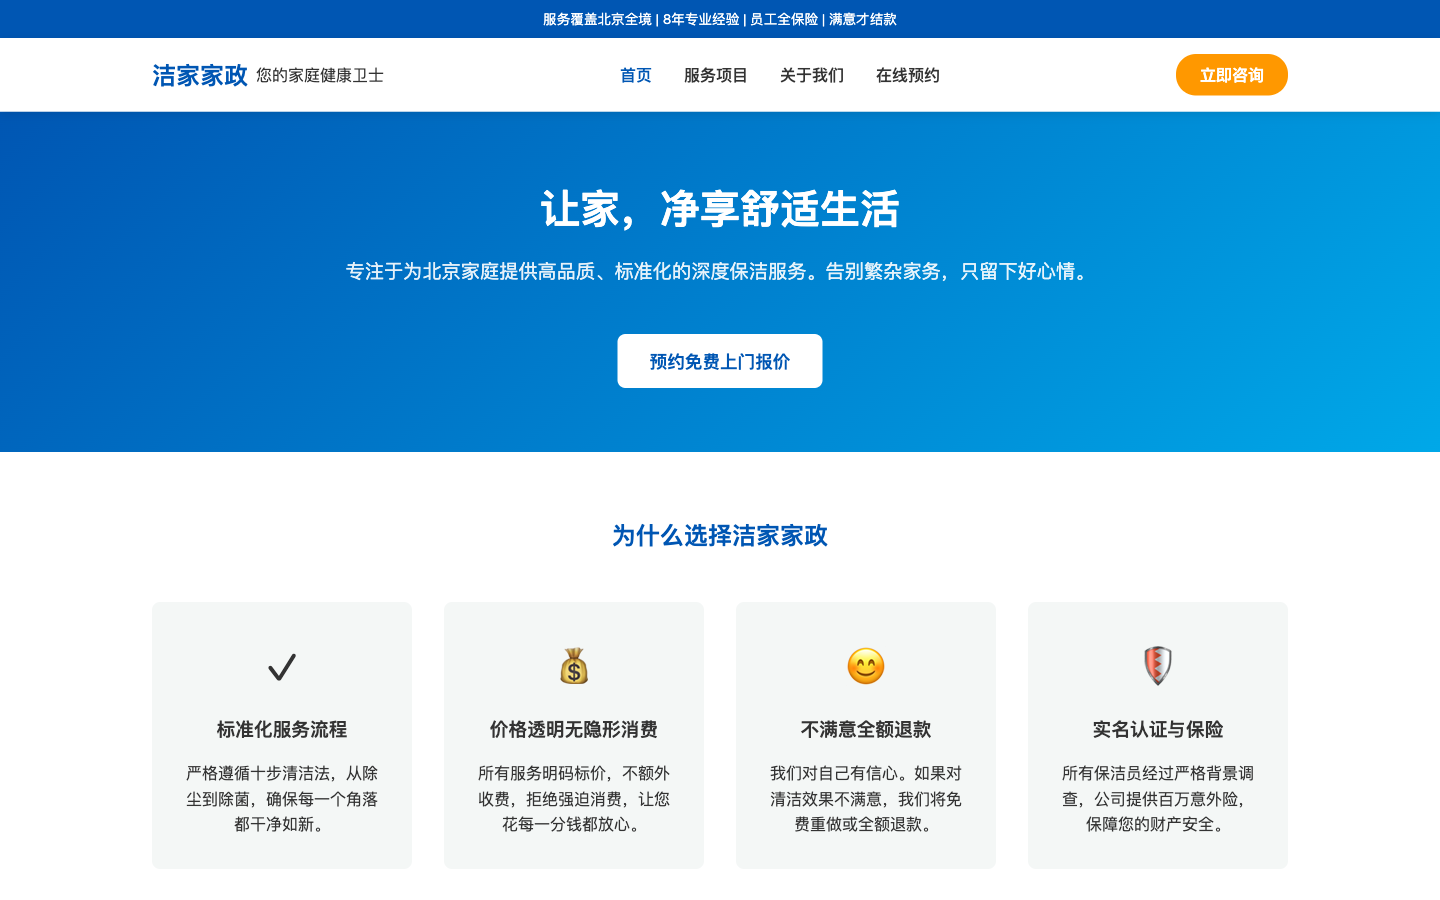 服务覆盖北京全境 | 8年专业经验 | 员工全保险 | 满意才结款
洁家家政 您的家庭健康卫士
首页 服务项目 关于我们 在线预约
立即咨询
让家，净享舒适生活
专注于为北京家庭提供高品质、标准化的深度保洁服务。告别繁杂家务，只留下好心情。
预约免费上门报价
为什么选择洁家家政
标准化服务流程
严格遵循十步清洁法，从除
尘到除菌，确保每一个角落
都干净如新。
价格透明无隐形消费
所有服务明码标价，不额外
收费，拒绝强迫消费，让您
花每一分钱都放心。
不满意全额退款
我们对自己有信心。如果对
清洁效果不满意，我们将免
费重做或全额退款。
实名认证与保险
所有保洁员经过严格背景调
查，公司提供百万意外险，
保障您的财产安全。